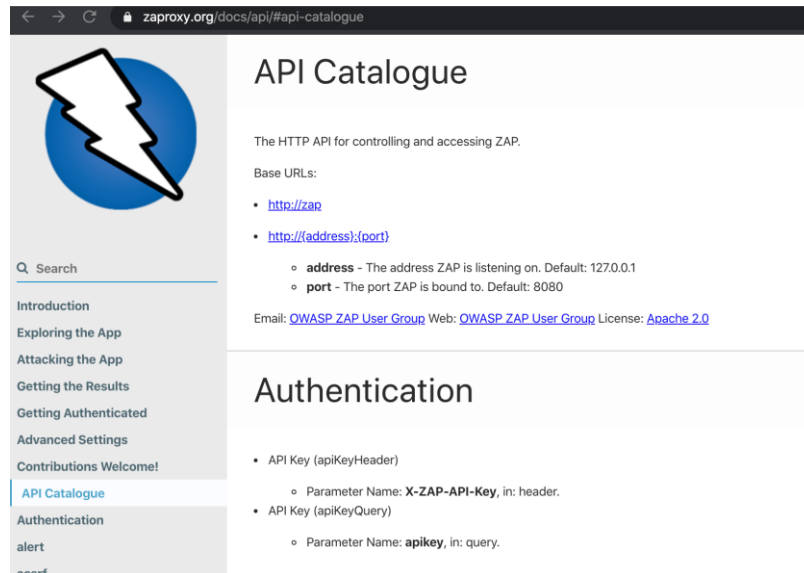 zaproxy.org/docs/api/#api-catalogue
Search
Introduction
Exploring the App
Attacking the App
Getting the Results
Getting Authenticated
Advanced Settings
Contributions Welcome!
API Catalogue
Authentication
alert
API Catalogue
The HTTP API for controlling and accessing ZAP.
Base URLs:
• http://zap
• http://{address}:{port}
address - The address ZAP is listening on. Default: 127.0.0.1
port - The port ZAP is bound to. Default: 8080
Email: OWASP ZAP User Group Web: OWASP ZAP User Group License: Apache 2.0
Authentication
• API Key (apiKeyHeader)
Parameter Name: X-ZAP-API-Key, in: header.
• API Key (apiKeyQuery)
Parameter Name: apikey, in: query.